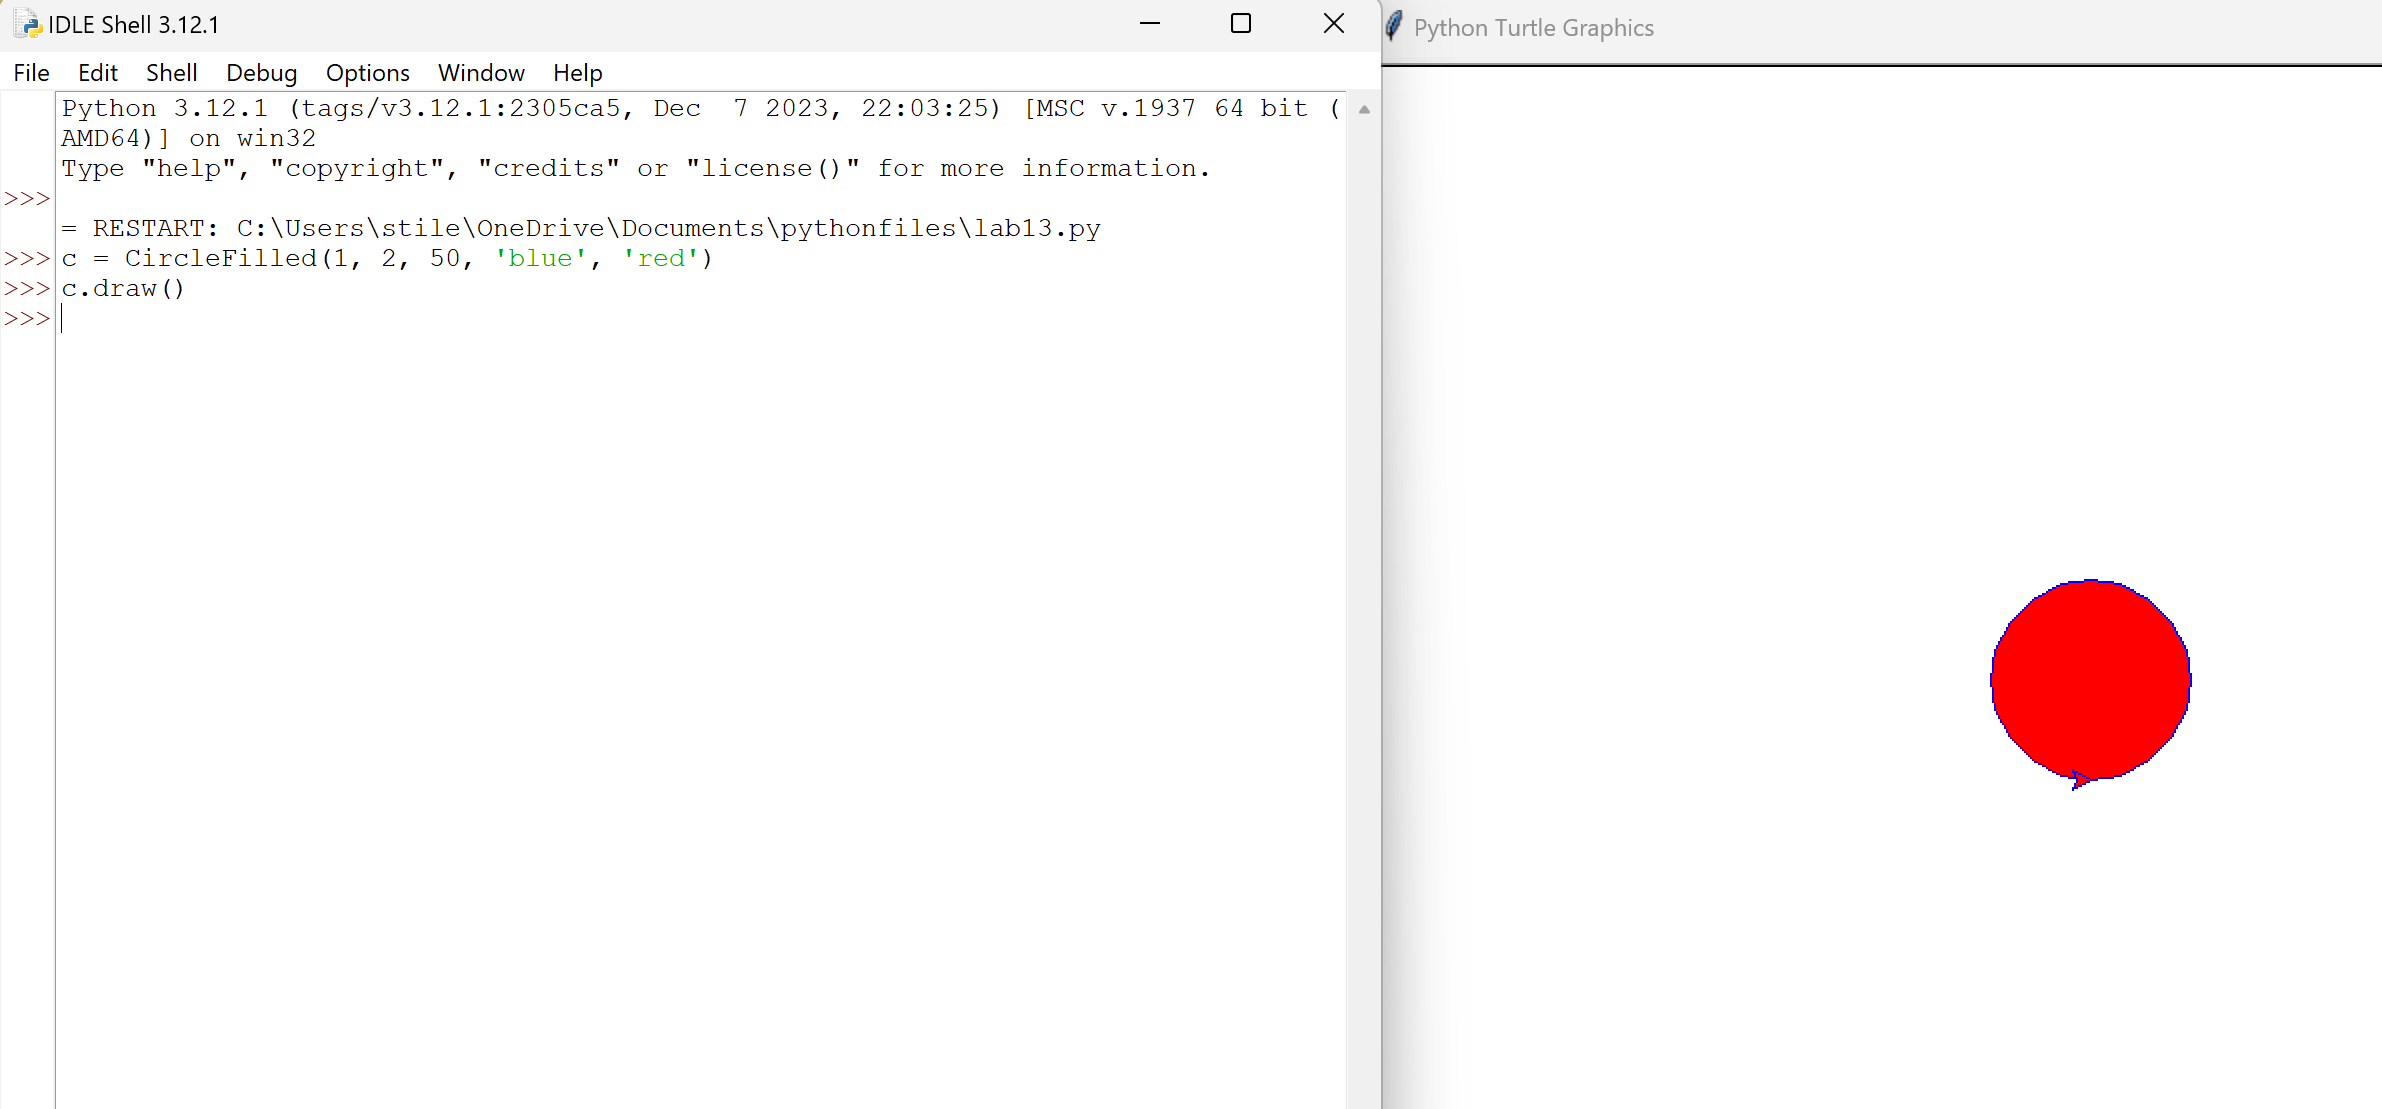 IDLE Shell 3.12.1
Python Turtle Graphics
File Edit Shell Debug Options Window Help
Python 3.12.1 (tags/v3.12.1:2305ca5, Dec  7 2023, 22:03:25) [MSC v.1937 64 bit (
AMD64)] on win32
Type "help", "copyright", "credits" or "license()" for more information.
>>>
= RESTART: C:\Users\stile\OneDrive\Documents\pythonfiles\lab13.py
>>> c = CircleFilled(1, 2, 50, 'blue', 'red')
>>> c.draw()
>>>